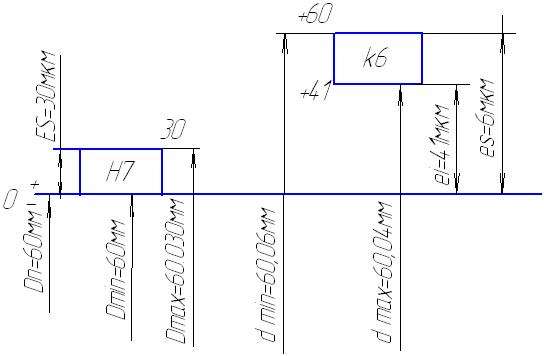 +60
k6
+41
ES=30мкм
30
H7
ei=41мкм
es=6мкм
0
+
−
Dn=60мм
Dmin=60мм
Dmax=60.030мм
d min=60,06мм
d max=60,04мм